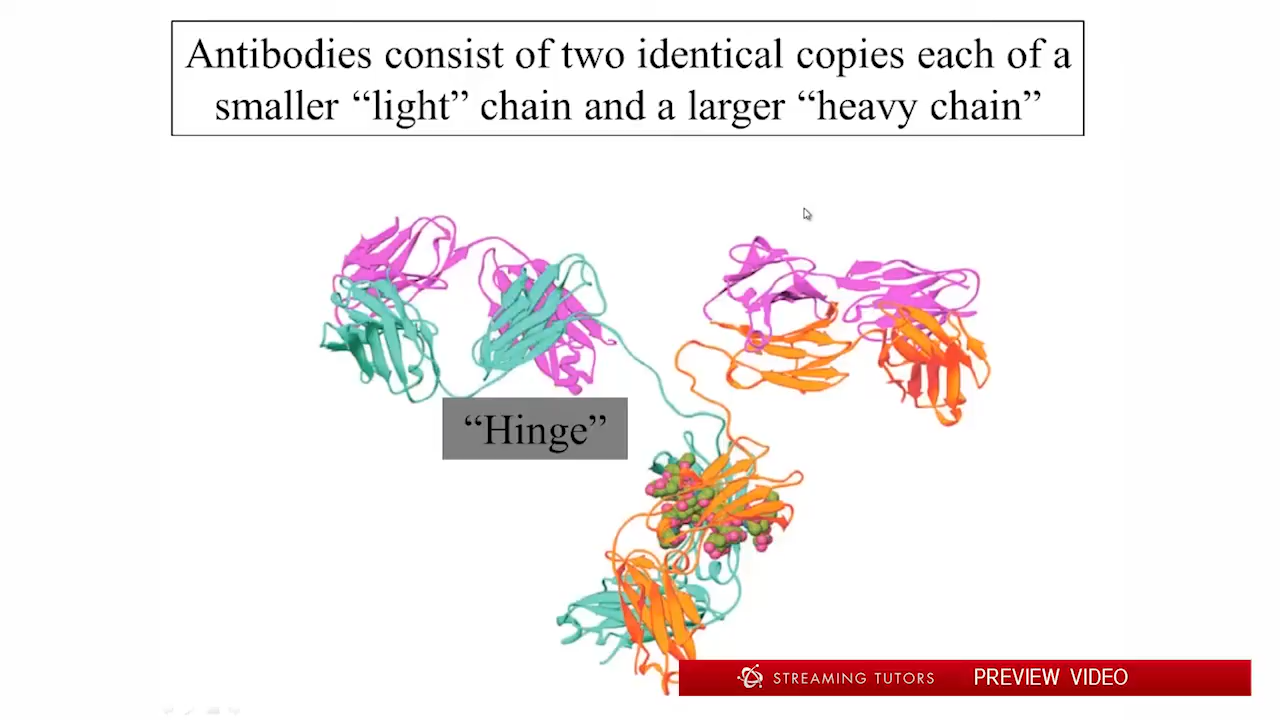 Antibodies consist of two identical copies each of a
smaller “light” chain and a larger “heavy chain”
“Hinge”
STREAMING TUTORS PREVIEW VIDEO